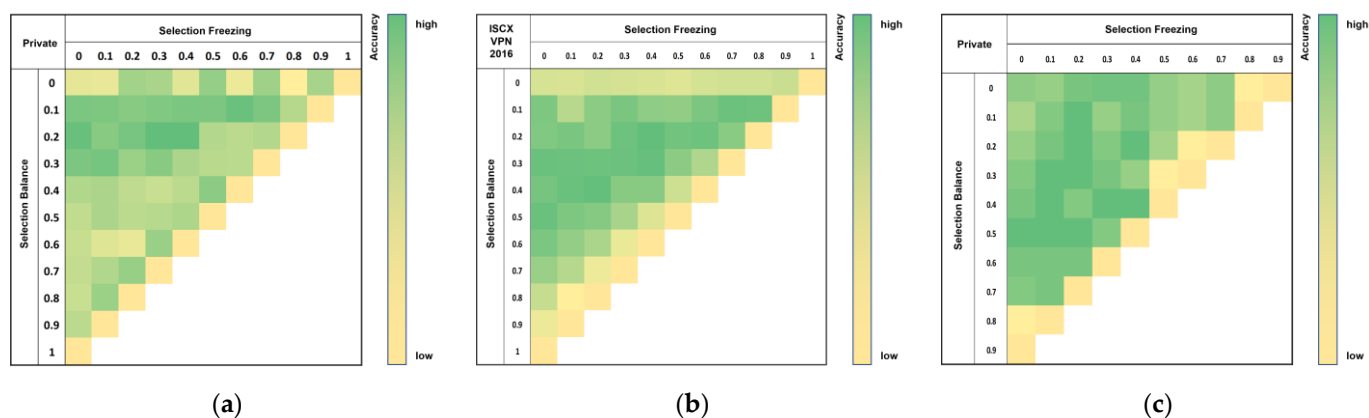 Private
Selection Freezing
0 0.1 0.2 0.3 0.4 0.5 0.6 0.7 0.8 0.9 1
Selection Balance
0
0.1
0.2
0.3
0.4
0.5
0.6
0.7
0.8
0.9
1
Accuracy
high
low
(a)
ISCX
VPN
2016
Selection Freezing
0 0.1 0.2 0.3 0.4 0.5 0.6 0.7 0.8 0.9 1
Selection Balance
0
0.1
0.2
0.3
0.4
0.5
0.6
0.7
0.8
0.9
1
Accuracy
high
low
(b)
Private
Selection Freezing
0 0.1 0.2 0.3 0.4 0.5 0.6 0.7 0.8 0.9
Selection Balance
0
0.1
0.2
0.3
0.4
0.5
0.6
0.7
0.8
0.9
Accuracy
high
low
(c)